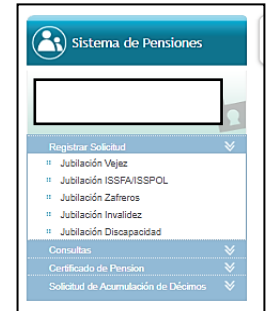 Sistema de Pensiones
Registrar Solicitud
Jubilación Vejez
Jubilación ISSFA/ISSPOL
Jubilación Zafreros
Jubilación Invalidez
Jubilación Discapacidad
Consultas
Certificado de Pension
Solicitud de Acumulación de Décimos